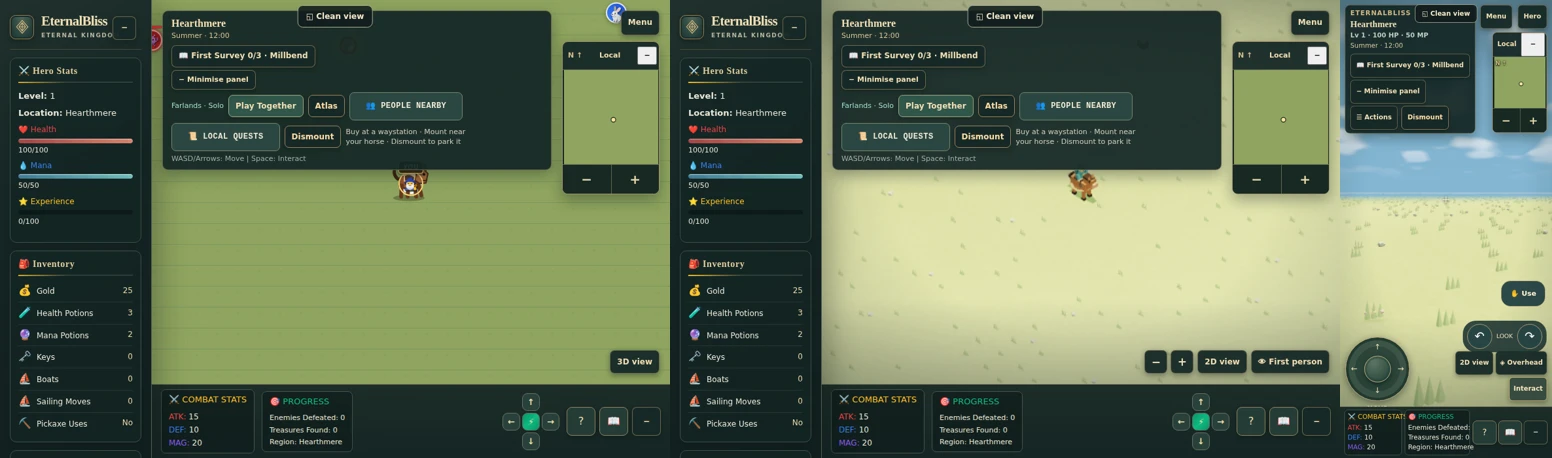 EternalBliss
ETERNAL KINGDO
−
⚔️ Hero Stats
Level: 1
Location: Hearthmere
❤️ Health
100/100
💧 Mana
50/50
⭐ Experience
0/100
🎒 Inventory
💰 Gold 25
🧪 Health Potions 3
🔮 Mana Potions 2
🗝️ Keys 0
⛵ Boats 0
⛵ Sailing Moves 0
⛏️ Pickaxe Uses No
Hearthmere
Summer · 12:00
◱ Clean view
📖 First Survey 0/3 · Millbend
− Minimise panel
Farlands · Solo
Play Together
Atlas
👥 PEOPLE NEARBY
📜 LOCAL QUESTS
Dismount
Buy at a waystation · Mount near
your horse · Dismount to park it
WASD/Arrows: Move | Space: Interact
Menu
N ↑ Local −
− +
3D view
⚔️ COMBAT STATS
ATK: 15
DEF: 10
MAG: 20
🎯 PROGRESS
Enemies Defeated: 0
Treasures Found: 0
Region: Hearthmere
↑
← ⚡ →
↓
? 📖 −
EternalBliss
ETERNAL KINGDO
−
⚔️ Hero Stats
Level: 1
Location: Hearthmere
❤️ Health
100/100
💧 Mana
50/50
⭐ Experience
0/100
🎒 Inventory
💰 Gold 25
🧪 Health Potions 3
🔮 Mana Potions 2
🗝️ Keys 0
⛵ Boats 0
⛵ Sailing Moves 0
⛏️ Pickaxe Uses No
Hearthmere
Summer · 12:00
◱ Clean view
📖 First Survey 0/3 · Millbend
− Minimise panel
Farlands · Solo
Play Together
Atlas
👥 PEOPLE NEARBY
📜 LOCAL QUESTS
Dismount
Buy at a waystation · Mount near
your horse · Dismount to park it
WASD/Arrows: Move | Space: Interact
Menu
N ↑ Local −
− +
− + 2D view 👁 First person
⚔️ COMBAT STATS
ATK: 15
DEF: 10
MAG: 20
🎯 PROGRESS
Enemies Defeated: 0
Treasures Found: 0
Region: Hearthmere
↑
← ⚡ →
↓
? 📖 −
ETERNALBLISS
◱ Clean view
Menu
Hero
Hearthmere
Lv 1 · 100 HP · 50 MP
Summer · 12:00
📖 First Survey 0/3 · Millbend
− Minimise panel
☰ Actions
Dismount
Local −
− +
✋ Use
↶ LOOK ↷
2D view
◈ Overhead
Interact
↑
← →
↓
⚔️ COMBAT STATS
ATK: 15
DEF: 10
MAG: 20
🎯 PROGRESS
Enemies Defeated:
Treasures Found: 0
Region: Hearthmere
? 📖 −